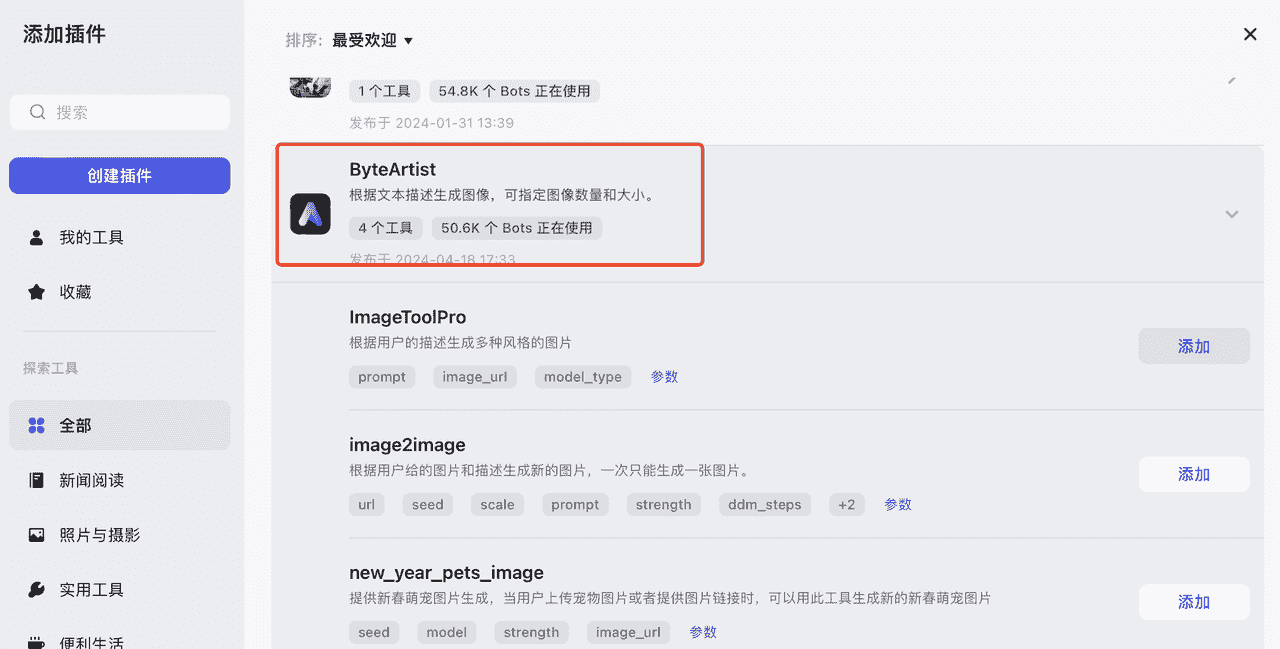 添加插件
搜索
创建插件
我的工具
收藏
探索工具
全部
新闻阅读
照片与摄影
实用工具
便利生活
排序: 最受欢迎
1 个工具 54.8K 个 Bots 正在使用
发布于 2024-01-31 13:39
ByteArtist
根据文本描述生成图像，可指定图像数量和大小。
4 个工具 50.6K 个 Bots 正在使用
发布于 2024-04-18 17:33
ImageToolPro
根据用户的描述生成多种风格的图片
prompt image_url model_type 参数
添加
image2image
根据用户给的图片和描述生成新的图片，一次只能生成一张图片。
url seed scale prompt strength ddm_steps +2 参数
添加
new_year_pets_image
提供新春萌宠图片生成，当用户上传宠物图片或者提供图片链接时，可以用此工具生成新的新春萌宠图片
seed model strength image_url 参数
添加